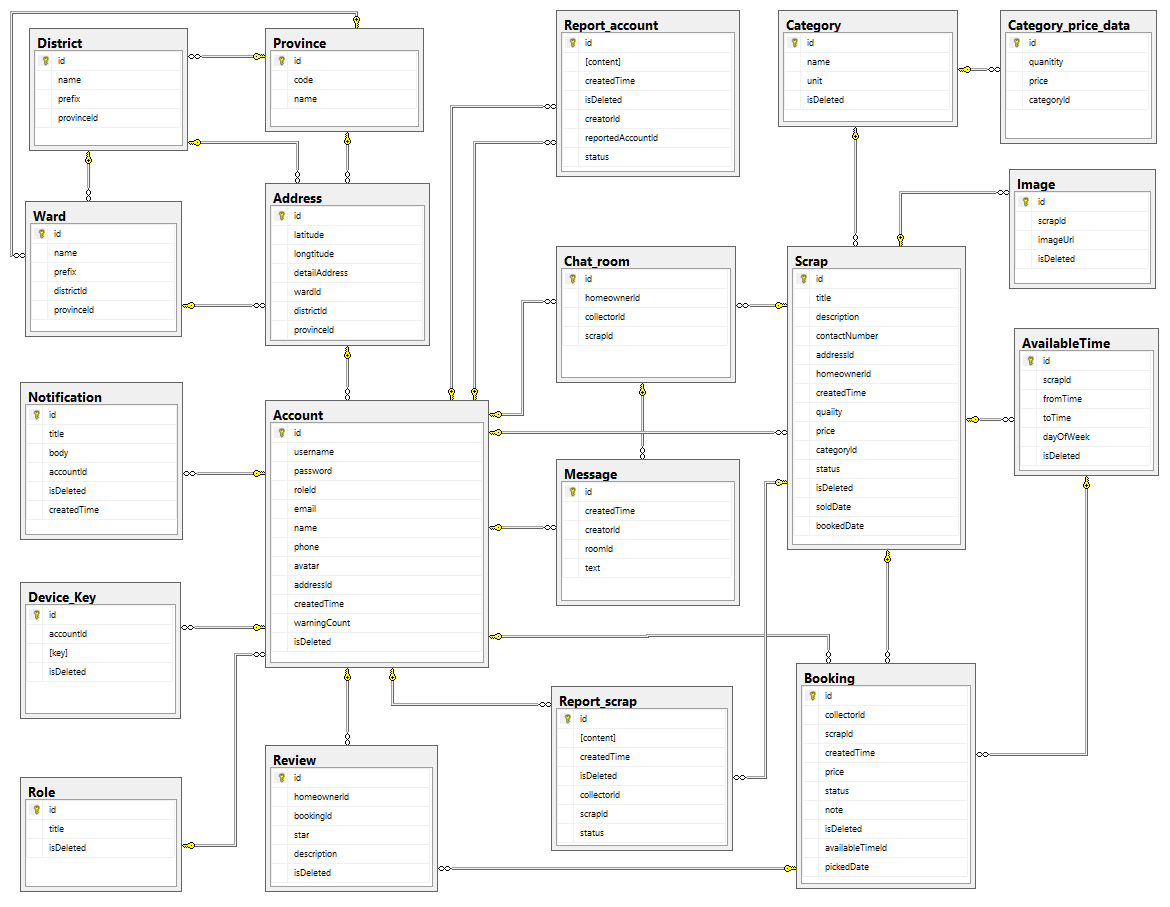 District
id
name
prefix
provinceId
Province
id
code
name
Report_account
id
[content]
createdTime
isDeleted
creatorId
reportedAccountId
status
Category
id
name
unit
isDeleted
Category_price_data
id
quanitity
price
categoryId
Ward
id
name
prefix
districtId
provinceId
Address
id
latitude
longtitude
detailAddress
wardId
districtId
provinceId
Chat_room
id
homeownerId
collectorId
scrapId
Scrap
id
title
description
contactNumber
addressId
homeownerId
createdTime
quaiity
price
categoryId
status
isDeleted
soldDate
bookedDate
Image
id
scrapId
imageUrl
isDeleted
AvailableTime
id
scrapId
fromTime
toTime
dayOfWeek
isDeleted
Notification
id
title
body
accountId
isDeleted
createdTime
Account
id
username
password
roleId
email
name
phone
avatar
addressId
createdTime
warningCount
isDeleted
Message
id
createdTime
creatorId
roomId
text
Device_Key
id
accountId
[key]
isDeleted
Role
id
title
isDeleted
Review
id
homeownerId
bookingId
star
description
isDeleted
Report_scrap
id
[content]
createdTime
isDeleted
collectorId
scrapId
status
Booking
id
collectorId
scrapId
createdTime
price
status
note
isDeleted
availableTimeId
pickedDate